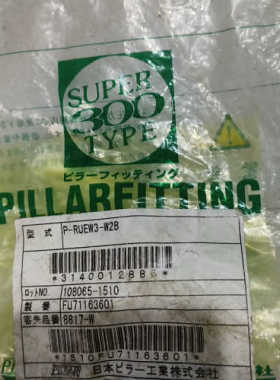 SUPER
300
TYPE
ピラーフィッティング
PILLARFITTING
型式 P-RUEW3-W2B
*3140012886*
ロットNO 108065-1510
製番 FU71163601
客先品番 8817-W
*1510FU71163601*
日本ピラー工業株式会社